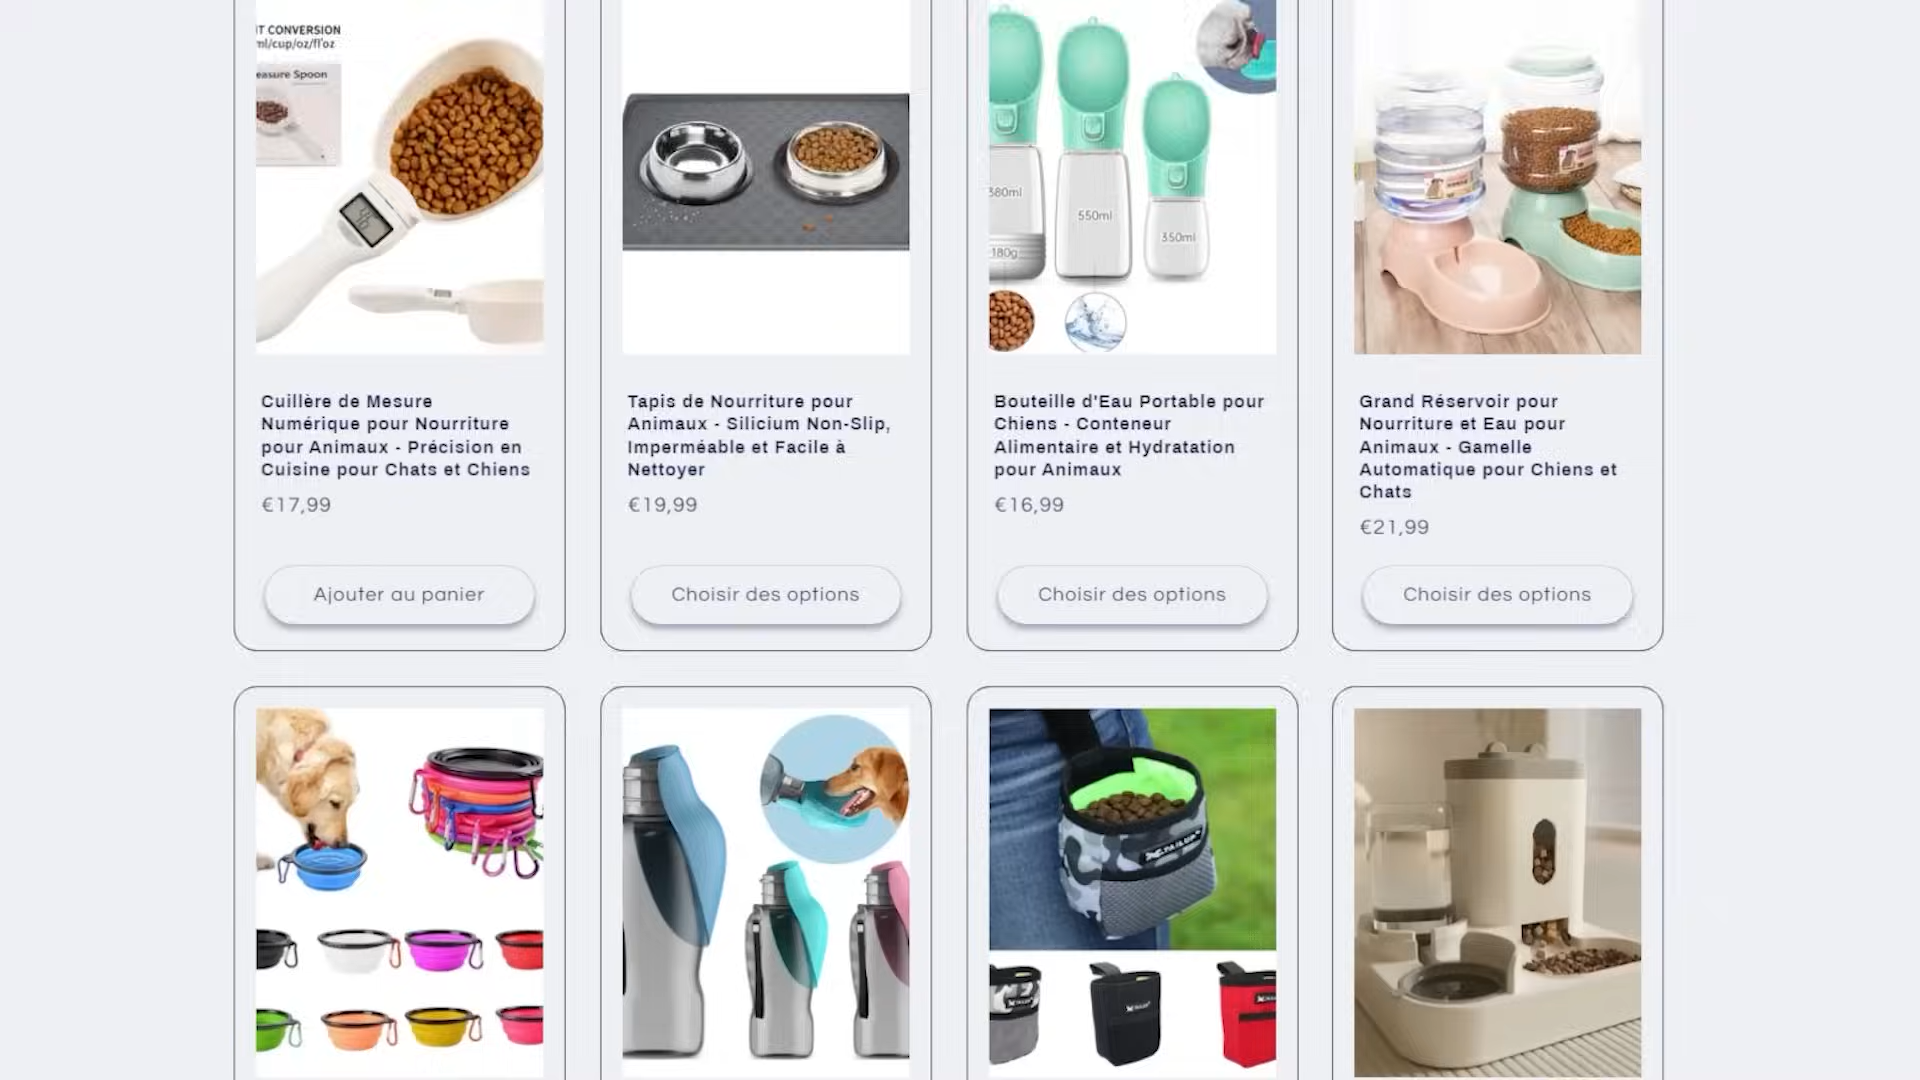 IT CONVERSION
ml/cup/oz/fl'oz
easure Spoon
380ml
180g
550ml
350ml
Cuillère de Mesure
Numérique pour Nourriture
pour Animaux - Précision en
Cuisine pour Chats et Chiens
€17,99
Ajouter au panier
Tapis de Nourriture pour
Animaux - Silicium Non-Slip,
Imperméable et Facile à
Nettoyer
€19,99
Choisir des options
Bouteille d'Eau Portable pour
Chiens - Conteneur
Alimentaire et Hydratation
pour Animaux
€16,99
Choisir des options
Grand Réservoir pour
Nourriture et Eau pour
Animaux - Gamelle
Automatique pour Chiens et
Chats
€21,99
Choisir des options